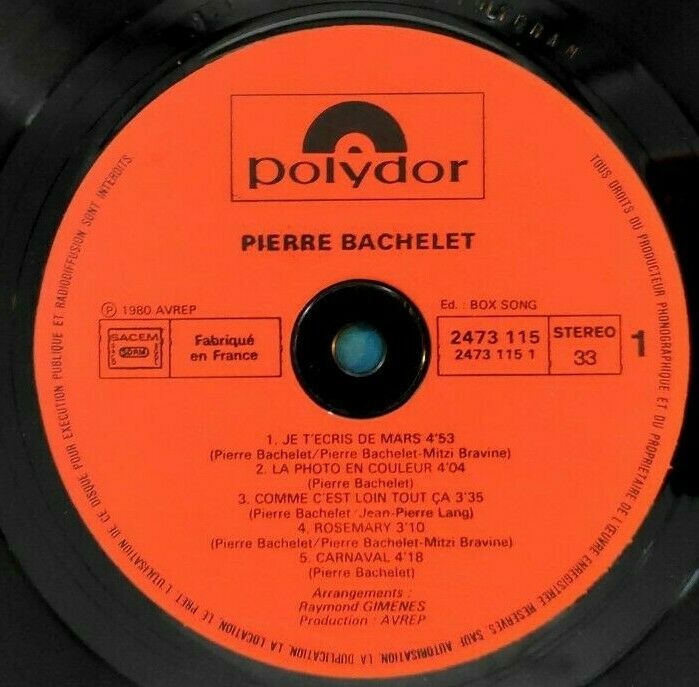 polydor
PIERRE BACHELET
℗ 1980 AVREP
Ed. : BOX SONG
SACEM
SDRM
Fabriqué
en France
2473 115
2473 115 1
STEREO
33
1
1. JE T'ECRIS DE MARS 4'53
(Pierre Bachelet/Pierre Bachelet-Mitzi Bravine)
2. LA PHOTO EN COULEUR 4'04
(Pierre Bachelet)
3. COMME C'EST LOIN TOUT ÇA 3'35
(Pierre Bachelet/Jean-Pierre Lang)
4. ROSEMARY 3'10
(Pierre Bachelet/Pierre Bachelet-Mitzi Bravine)
5. CARNAVAL 4'18
(Pierre Bachelet)
Arrangements :
Raymond GIMENES
Production : AVREP
TOUS DROITS DU PRODUCTEUR PHONOGRAPHIQUE ET DU PROPRIETAIRE DE L'ŒUVRE ENREGISTREE RESERVES. SAUF AUTORISATION, LA DUPLICATION, LA LOCATION, LE PRET, L'UTILISATION DE CE DISQUE POUR EXECUTION PUBLIQUE ET RADIODIFFUSION SONT INTERDITS